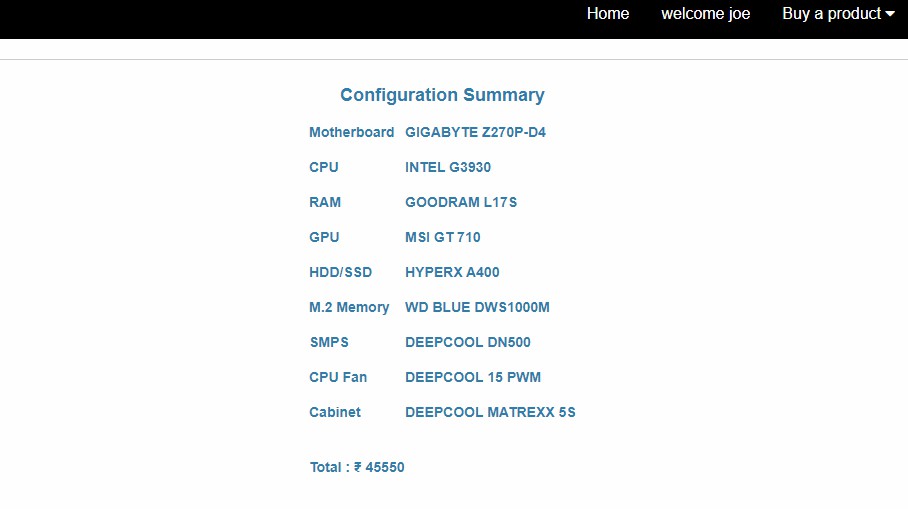 Home welcome joe Buy a product
Configuration Summary
Motherboard GIGABYTE Z270P-D4
CPU INTEL G3930
RAM GOODRAM L17S
GPU MSI GT 710
HDD/SSD HYPERX A400
M.2 Memory WD BLUE DWS1000M
SMPS DEEPCOOL DN500
CPU Fan DEEPCOOL 15 PWM
Cabinet DEEPCOOL MATREXX 5S
Total : ₹ 45550